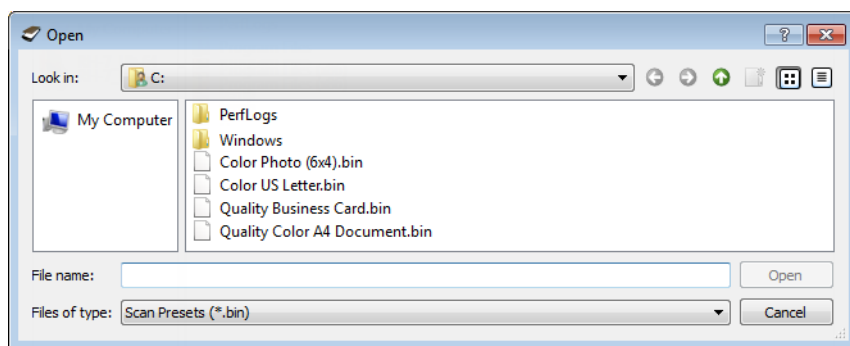 Open
Look in: C:
My Computer
PerfLogs
Windows
Color Photo (6x4).bin
Color US Letter.bin
Quality Business Card.bin
Quality Color A4 Document.bin
File name: Open
Files of type: Scan Presets (*.bin) Cancel